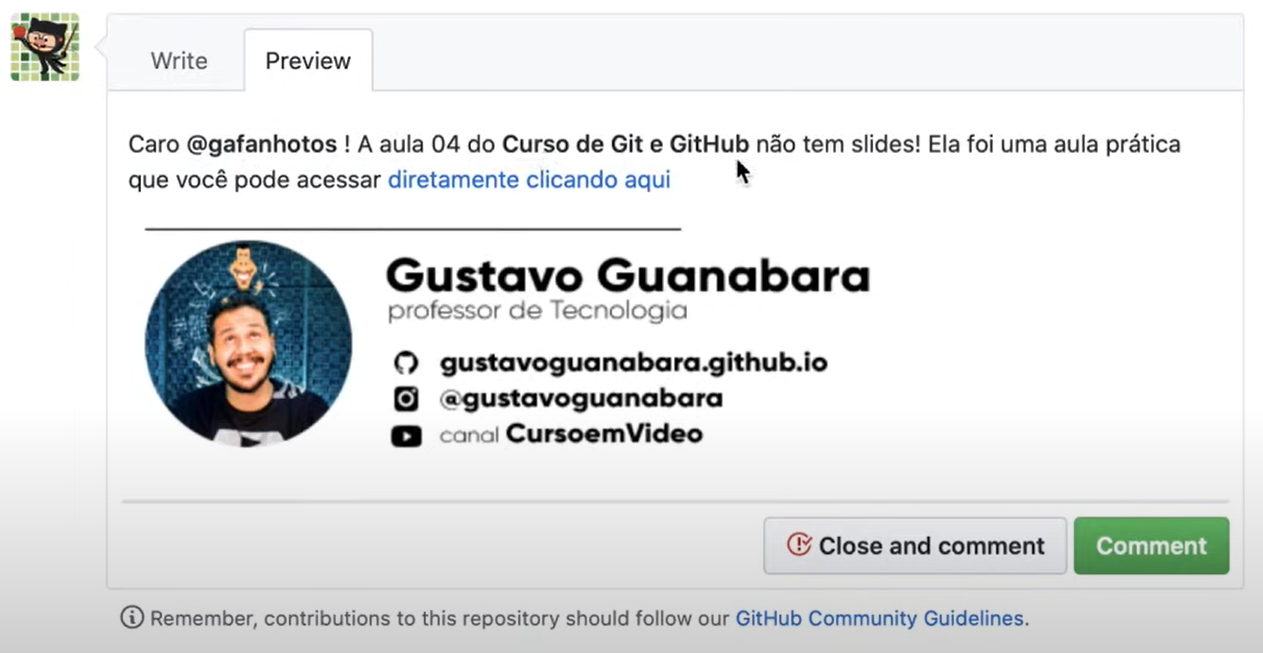 Write
Preview
Caro @gafanhotos ! A aula 04 do Curso de Git e GitHub não tem slides! Ela foi uma aula prática
que você pode acessar diretamente clicando aqui
Gustavo Guanabara
professor de Tecnologia
gustavoguanabara.github.io
@gustavoguanabara
canal CursoemVideo
Close and comment
Comment
Remember, contributions to this repository should follow our GitHub Community Guidelines.